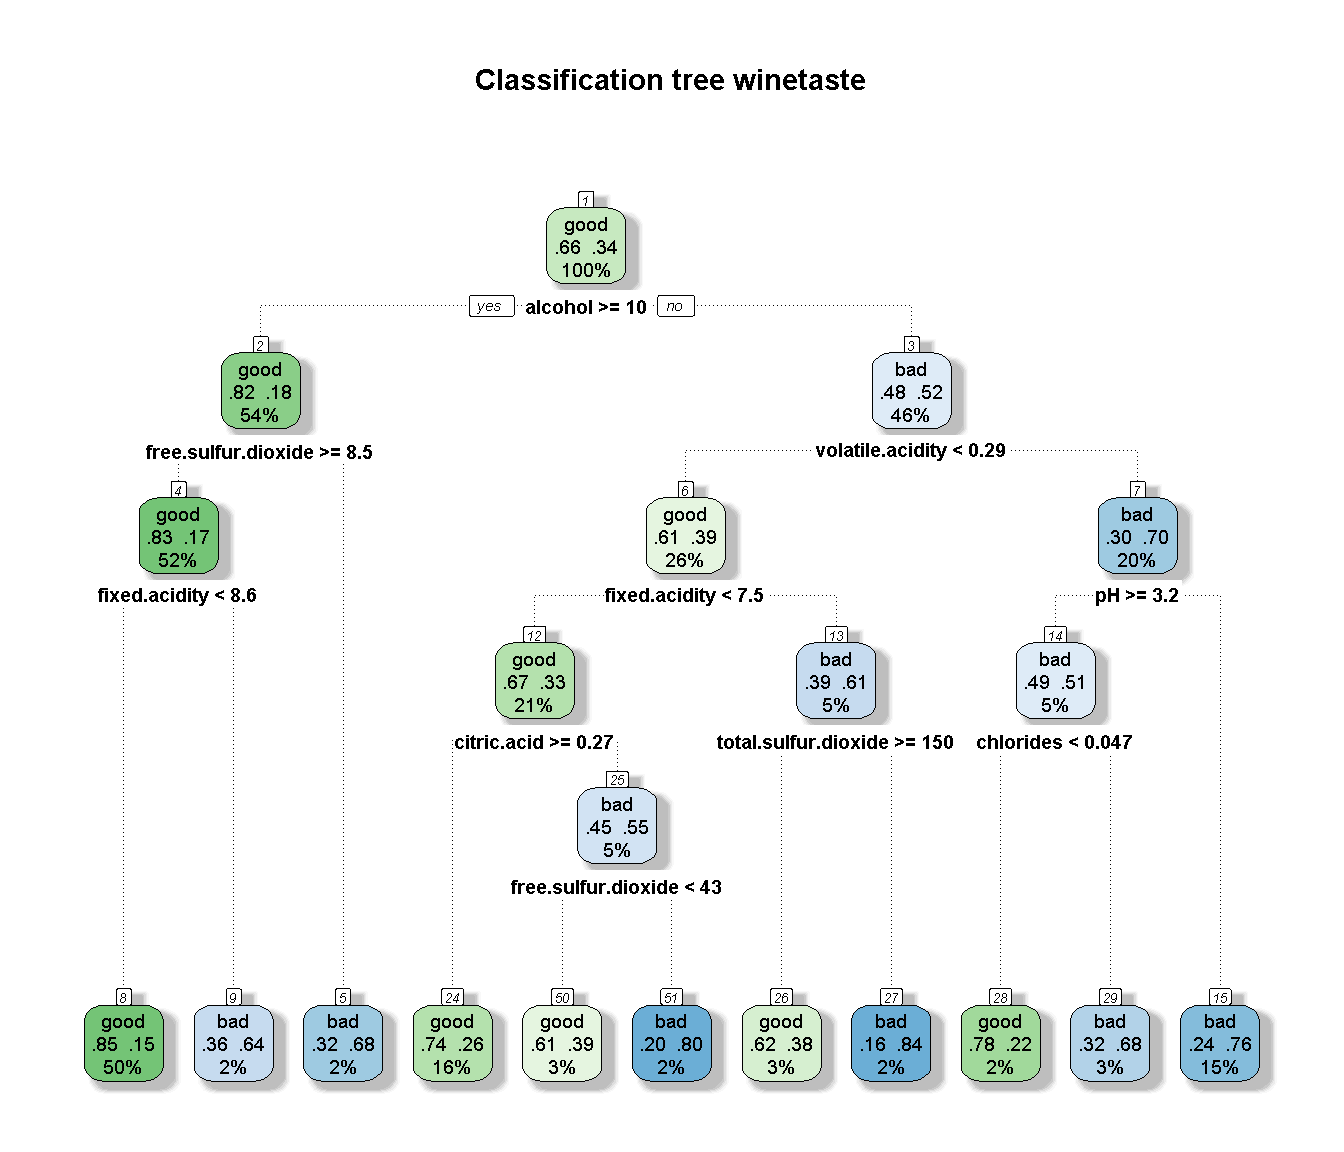 Classification tree winetaste
1
good
.66 .34
100%
yes alcohol >= 10 no
2
good
.82 .18
54%
3
bad
.48 .52
46%
free.sulfur.dioxide >= 8.5
volatile.acidity < 0.29
4
good
.83 .17
52%
6
good
.61 .39
26%
7
bad
.30 .70
20%
fixed.acidity < 8.6
fixed.acidity < 7.5
pH >= 3.2
12
good
.67 .33
21%
13
bad
.39 .61
5%
14
bad
.49 .51
5%
citric.acid >= 0.27
total.sulfur.dioxide >= 150
chlorides < 0.047
25
bad
.45 .55
5%
free.sulfur.dioxide < 43
8
good
.85 .15
50%
9
bad
.36 .64
2%
5
bad
.32 .68
2%
24
good
.74 .26
16%
50
good
.61 .39
3%
51
bad
.20 .80
2%
26
good
.62 .38
3%
27
bad
.16 .84
2%
28
good
.78 .22
2%
29
bad
.32 .68
3%
15
bad
.24 .76
15%